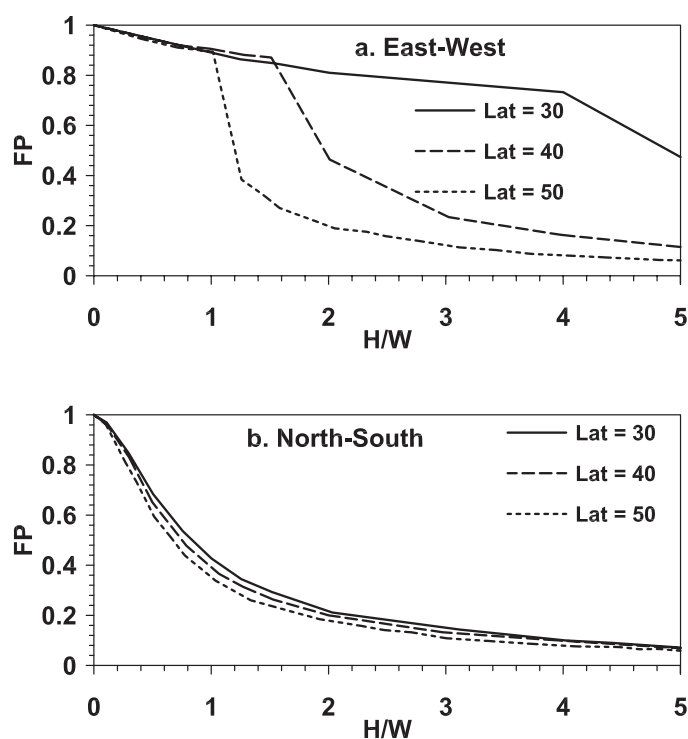 a. East-West
FP
1
0.8
0.6
0.4
0.2
0
Lat = 30
Lat = 40
Lat = 50
0 1 2 3 4 5
H/W
b. North-South
FP
1
0.8
0.6
0.4
0.2
0
Lat = 30
Lat = 40
Lat = 50
0 1 2 3 4 5
H/W